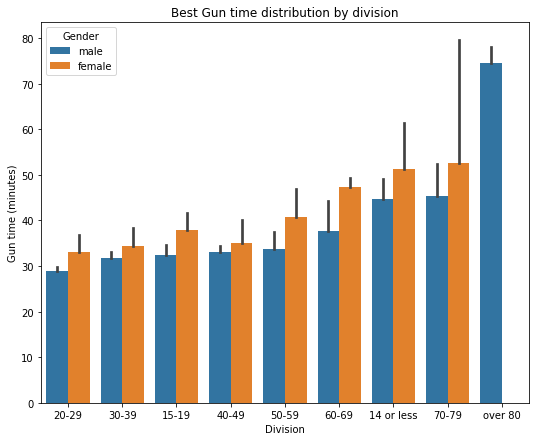 Best Gun time distribution by division
Gender
male
female
80
70
60
50
40
30
20
10
0
Gun time (minutes)
20-29 30-39 15-19 40-49 50-59 60-69 14 or less 70-79 over 80
Division